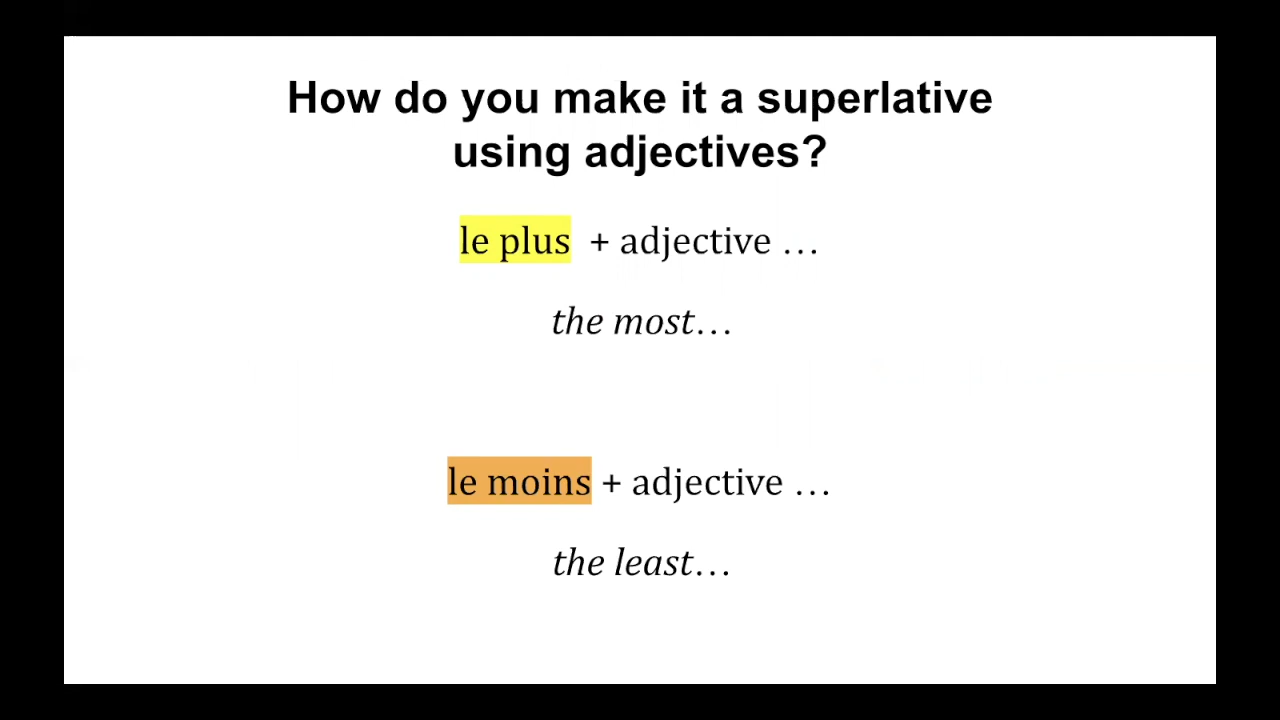 How do you make it a superlative
using adjectives?
le plus + adjective …
the most…
le moins + adjective …
the least…